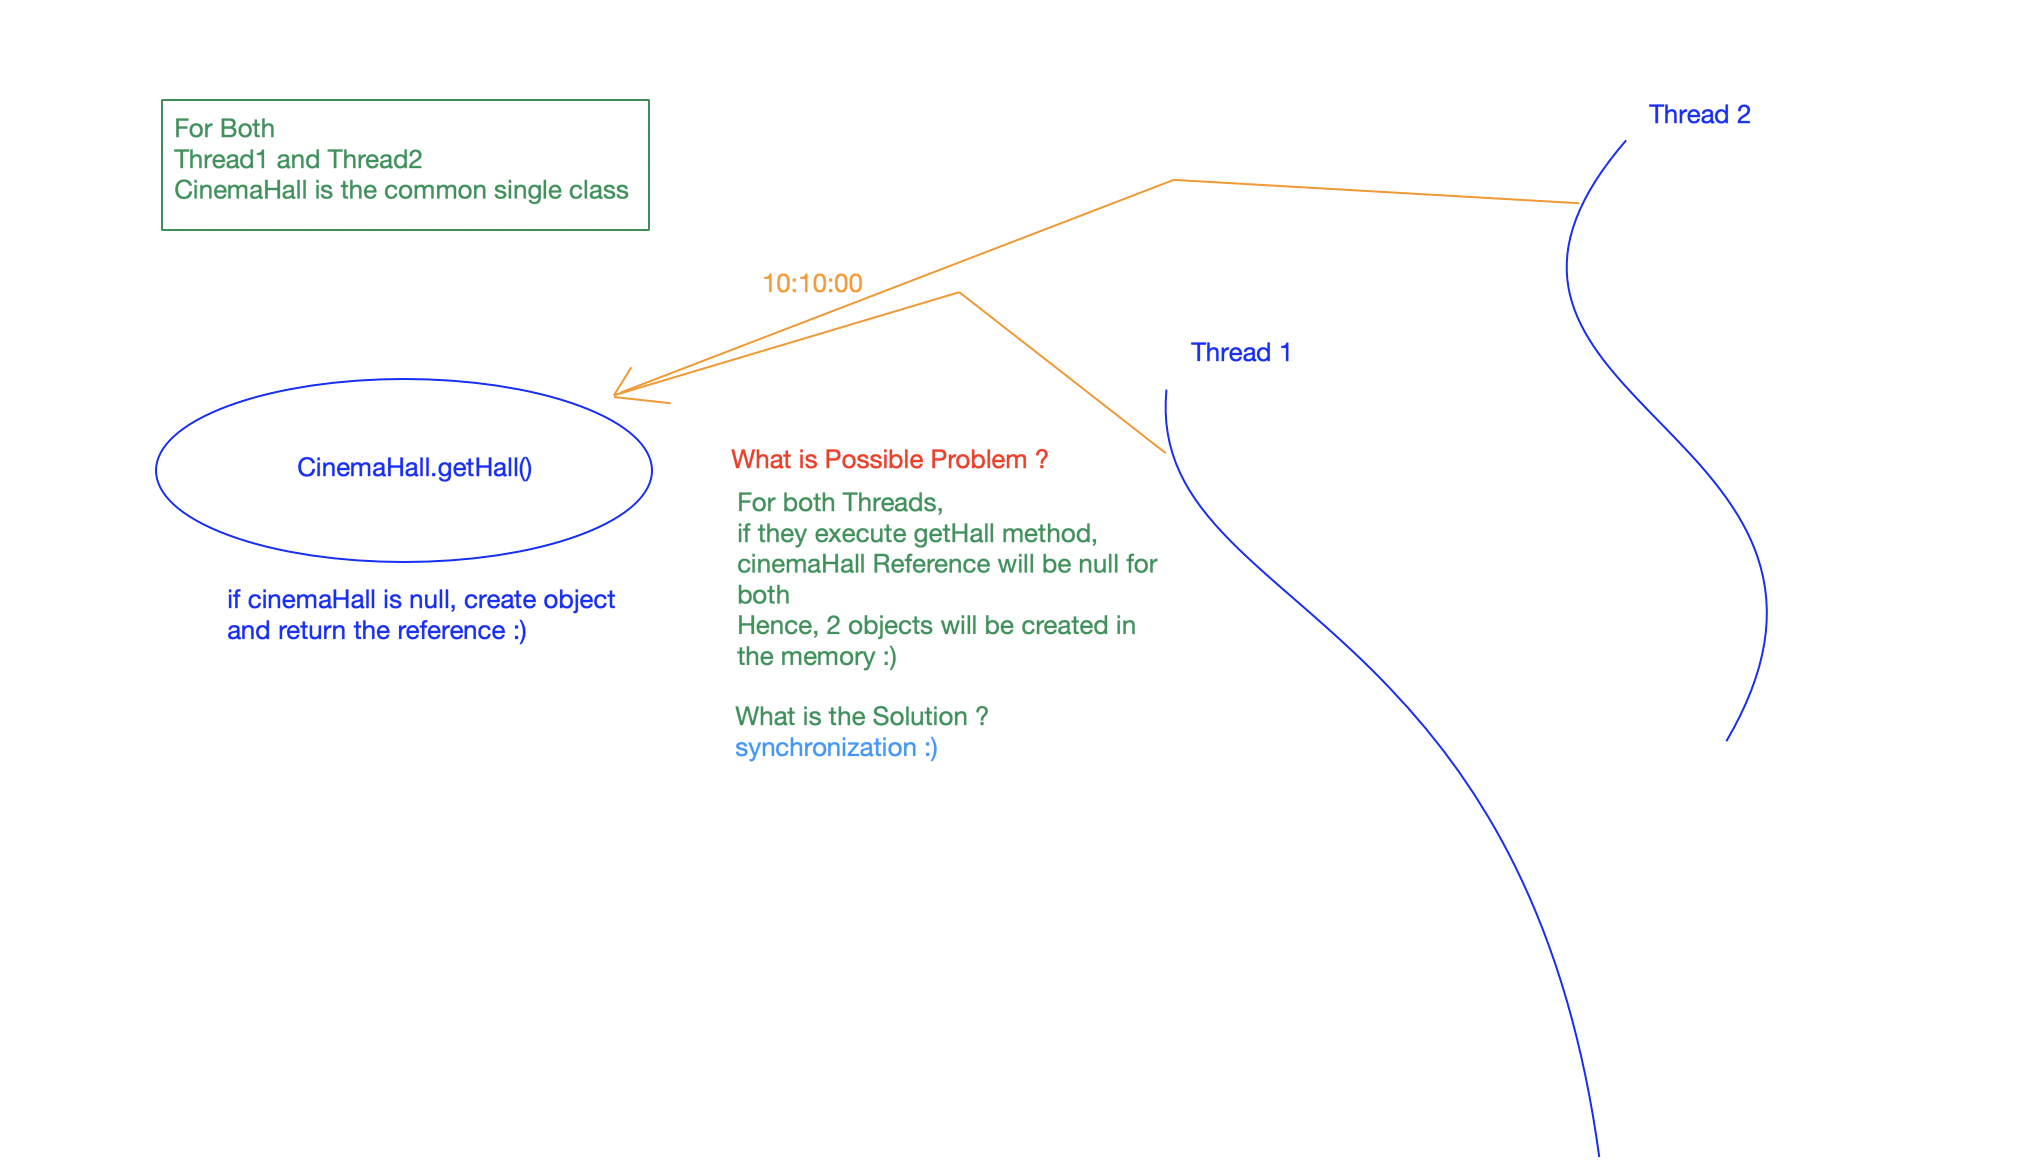 For Both
Thread1 and Thread2
CinemaHall is the common single class
Thread 2
10:10:00
Thread 1
CinemaHall.getHall()
if cinemaHall is null, create object
and return the reference :)
What is Possible Problem ?
For both Threads,
if they execute getHall method,
cinemaHall Reference will be null for
both
Hence, 2 objects will be created in
the memory :)
What is the Solution ?
synchronization :)